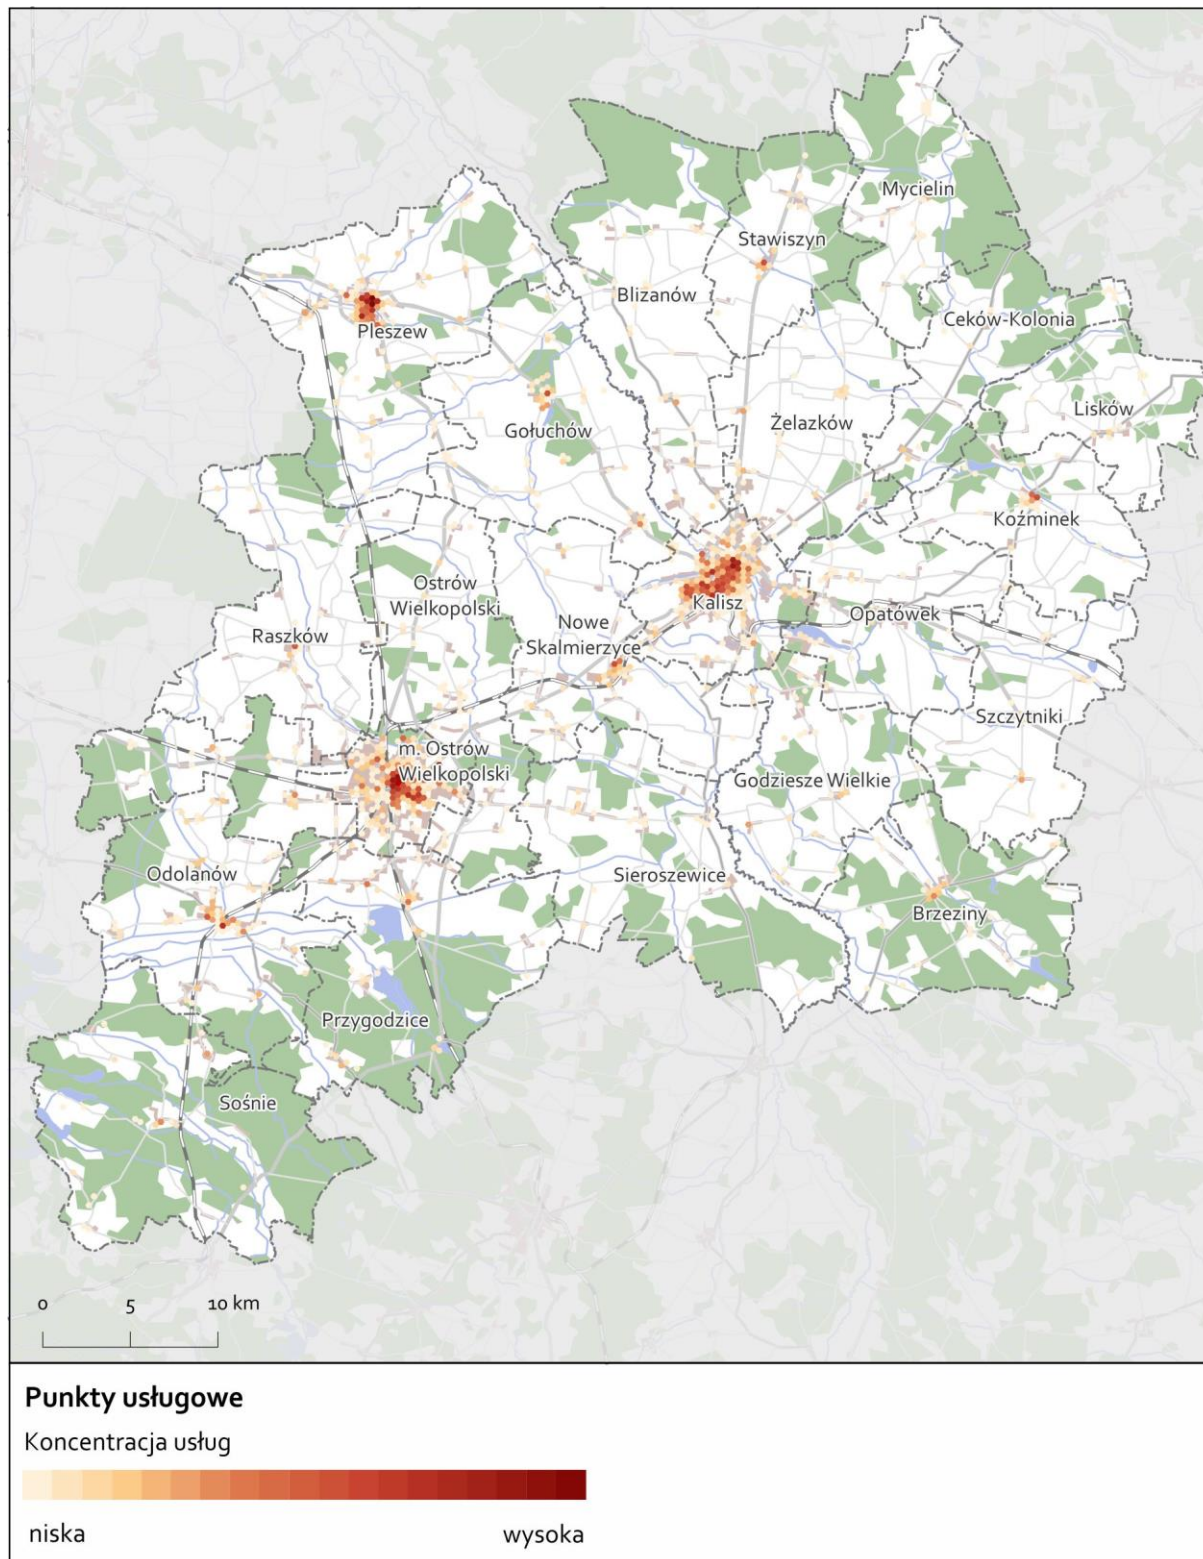 Mycielin
Stawiszyn
Blizanów
Ceków-Kolonia
Pleszew
Lisków
Żelazków
Gołuchów
Koźminek
Ostrów
Wielkopolski
Kalisz
Opatówek
Nowe
Skalmierzyce
Raszków
Szczytniki
m. Ostrów
Wielkopolski
Godziesze Wielkie
Odolanów
Sieroszewice
Brzeziny
Przygodzice
Sośnie
0 5 10 km
Punkty usługowe
Koncentracja usług
niska wysoka